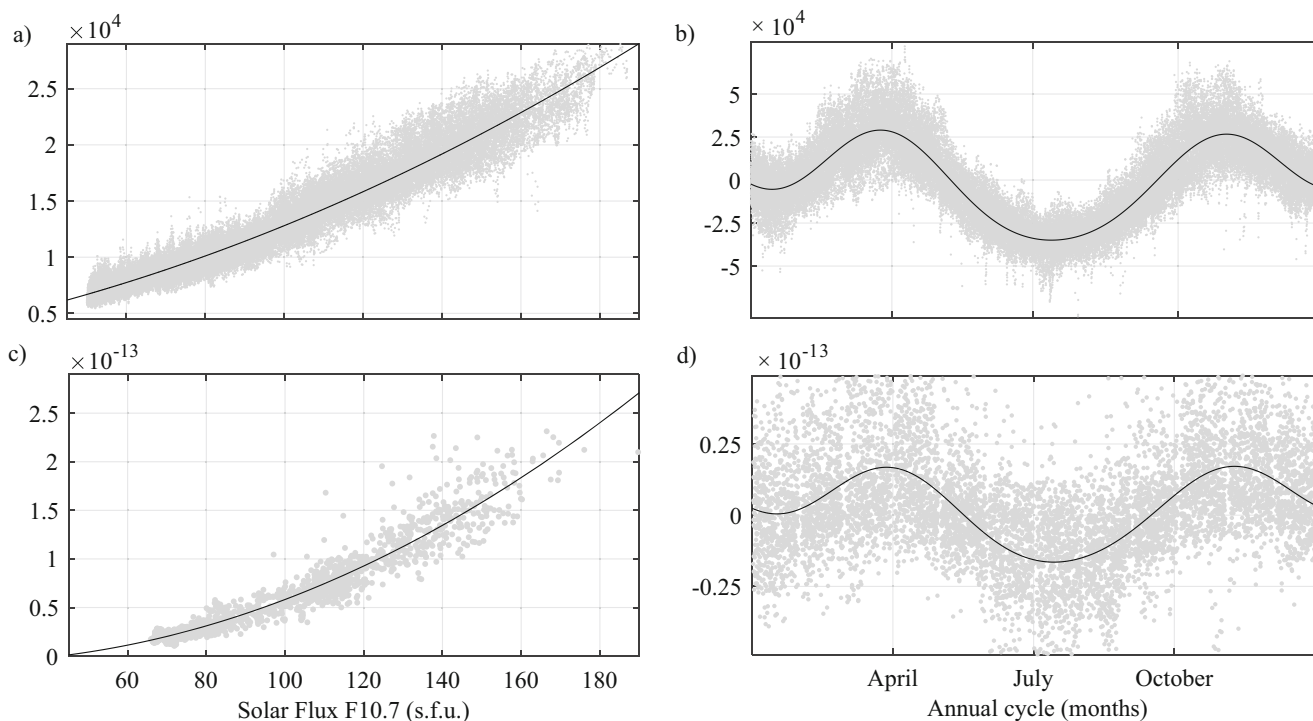 a)
× 10^4
2.5
2
1.5
1
0.5
b)
× 10^4
5
2.5
0
-2.5
-5
c)
× 10^-13
2.5
2
1.5
1
0.5
0
60 80 100 120 140 160 180
Solar Flux F10.7 (s.f.u.)
d)
× 10^-13
0.25
0
-0.25
April July October
Annual cycle (months)